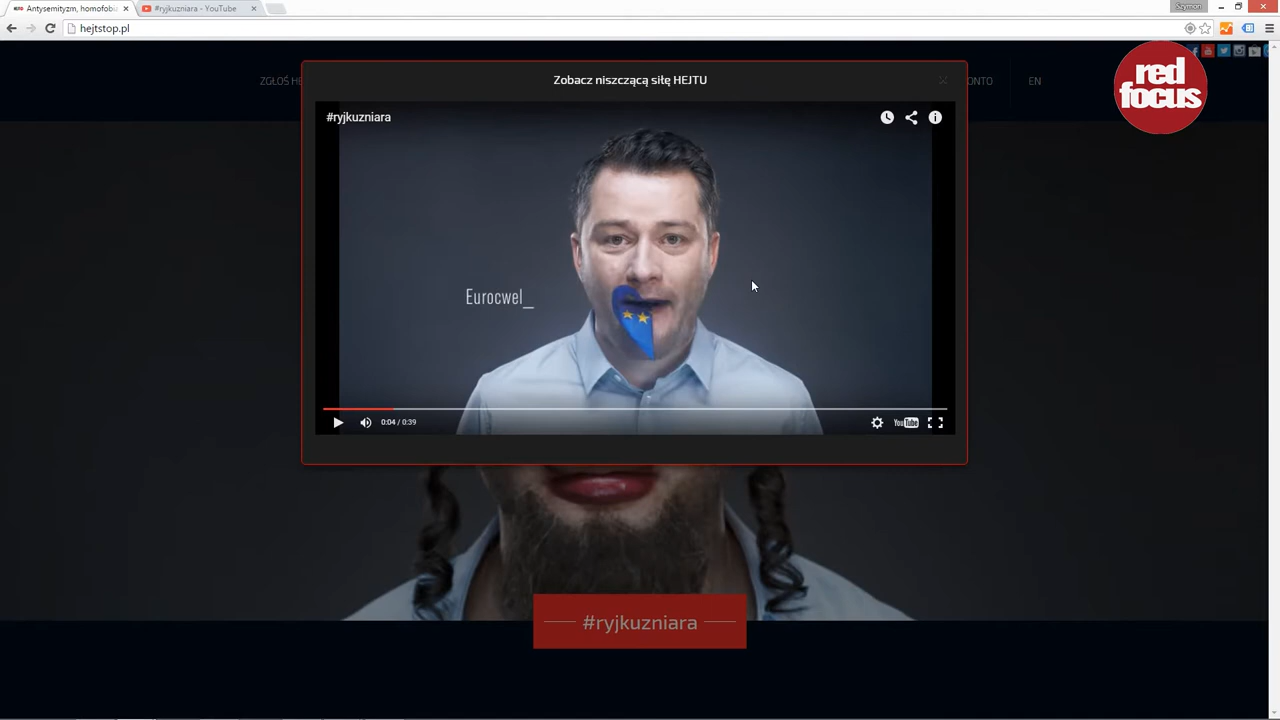 Antysemityzm, homofobi
#ryjkuzniara - YouTube
Szymon
hejtstop.pl
ZGŁOŚ HE
Zobacz niszczącą siłę HEJTU
ONTO
EN
red
focus
#ryjkuzniara
Eurocwel_
0:04 / 0:39
YouTube
#ryjkuzniara